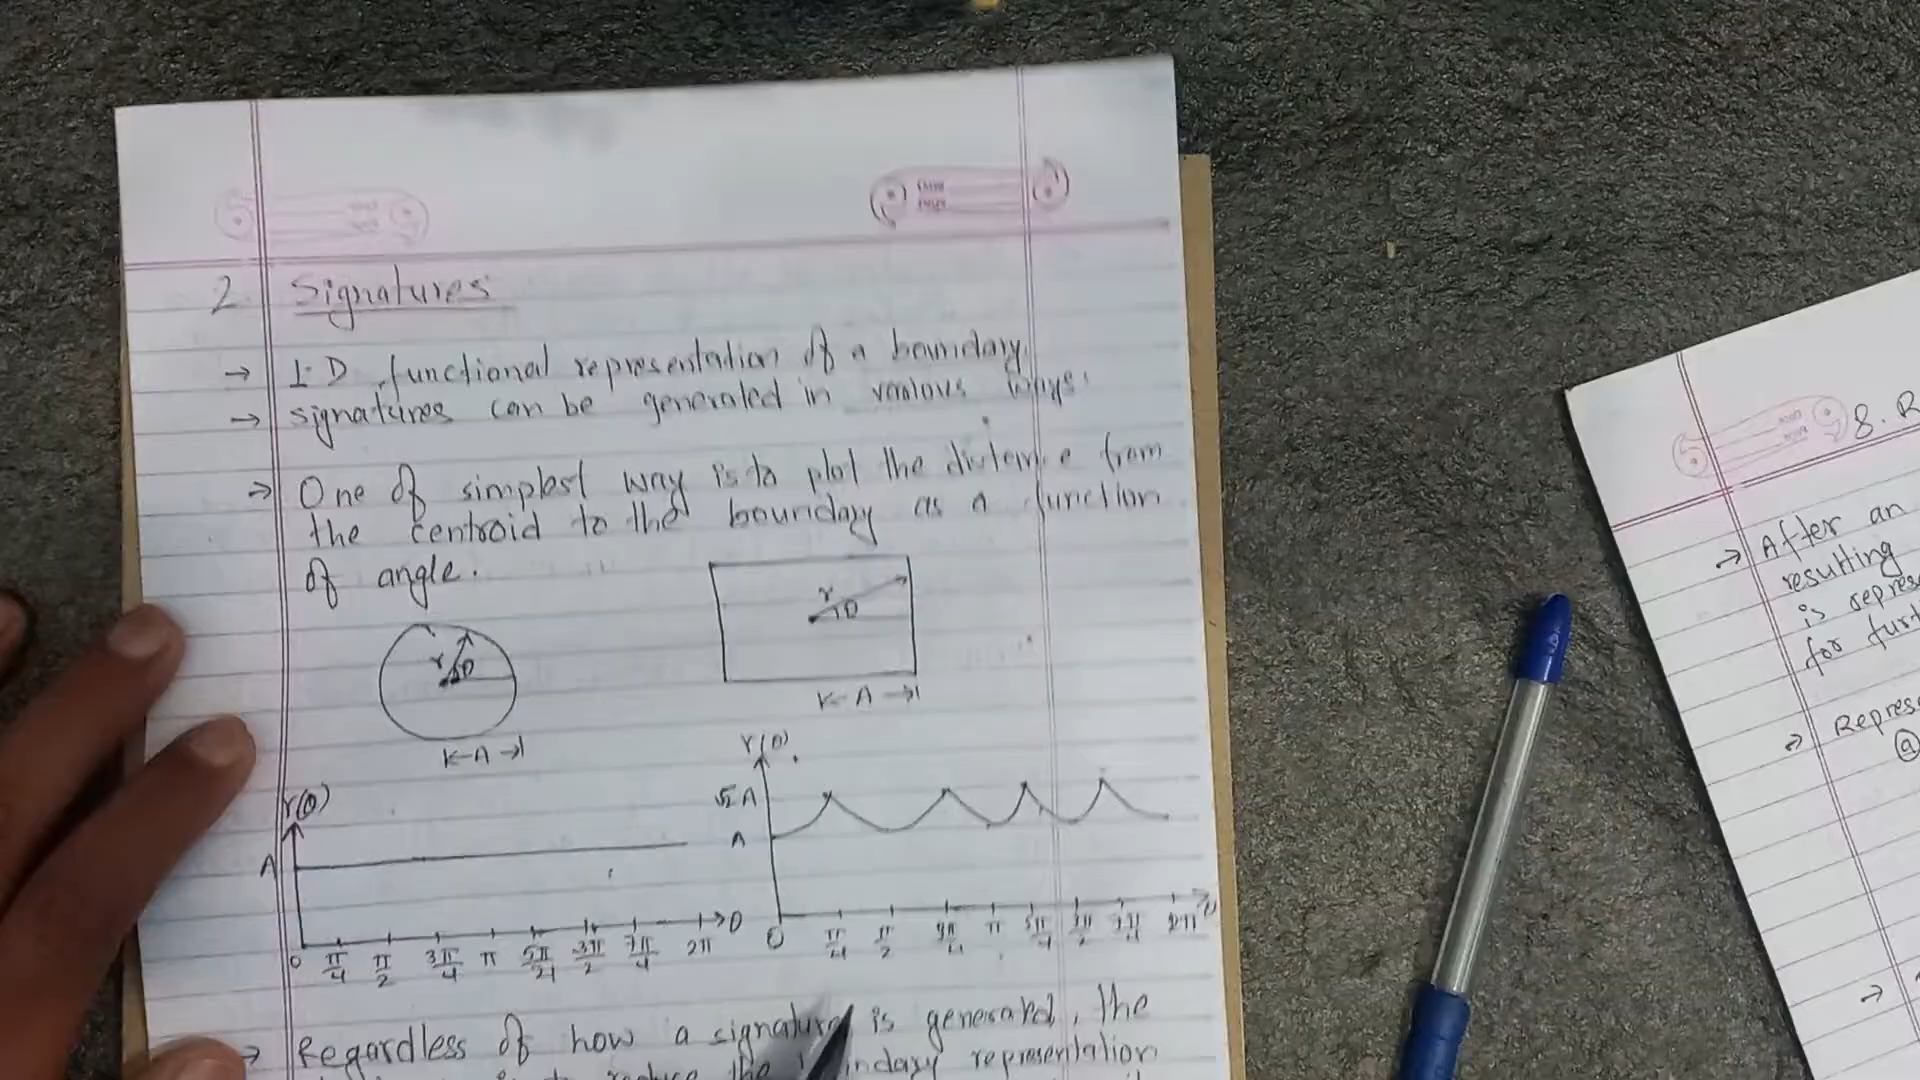 2. Signatures
→ 1-D functional representation of a boundary.
→ signatures can be generated in various ways.
→ One of simplest way is to plot the distance from
the centroid to the boundary as a function
of angle.
r θ
r θ
K-A→|
K-A→|
r(θ)
A
0 π/4 π/2 3π/4 π 5π/4 3π/2 7π/4 2π θ
r(θ)
√2 A
A
0 π/4 π/2 3π/4 π 5π/4 3π/2 7π/4 2π
→ Regardless of how a signature is generated, the
the boundary representation
8. R
→ After an
resulting
is repres
for furt
→ Repres
ⓐ
→